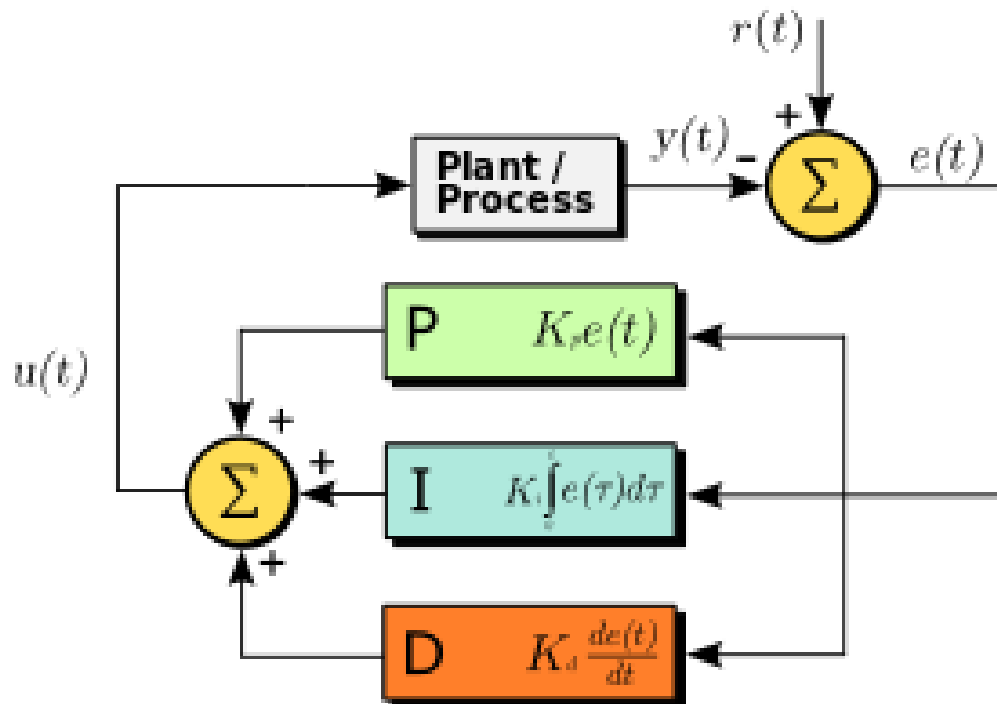 r(t)
+
Plant /
Process
y(t)
-
Σ
e(t)
P K_p e(t)
u(t)
+
+
Σ
I K_i ∫ e(τ)dτ
+
D K_d de(t)/dt